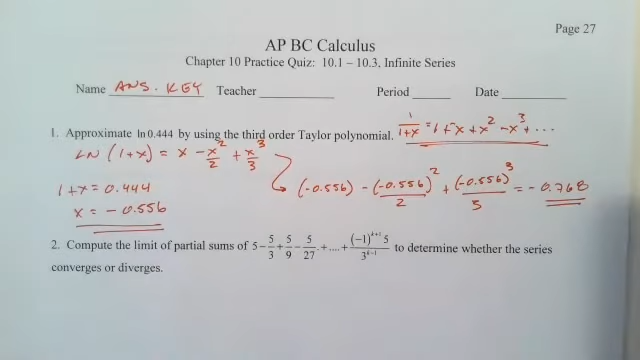 Page 27
AP BC Calculus
Chapter 10 Practice Quiz: 10.1 – 10.3, Infinite Series
Name ANS. KEY Teacher ____________ Period ______ Date __________
1. Approximate ln 0.444 by using the third order Taylor polynomial. 1/(1+x) = 1 + -x + x^2 - x^3 + ...
LN (1+x) = x - x^2/2 + x^3/3
(-0.556) - (-0.556)^2/2 + (-0.556)^3/3 = -0.768
1+x = 0.444
x = -0.556
2. Compute the limit of partial sums of 5 - 5/3 + 5/9 - 5/27 + .... + (-1)^(k+1) 5/3^(k-1) to determine whether the series
converges or diverges.